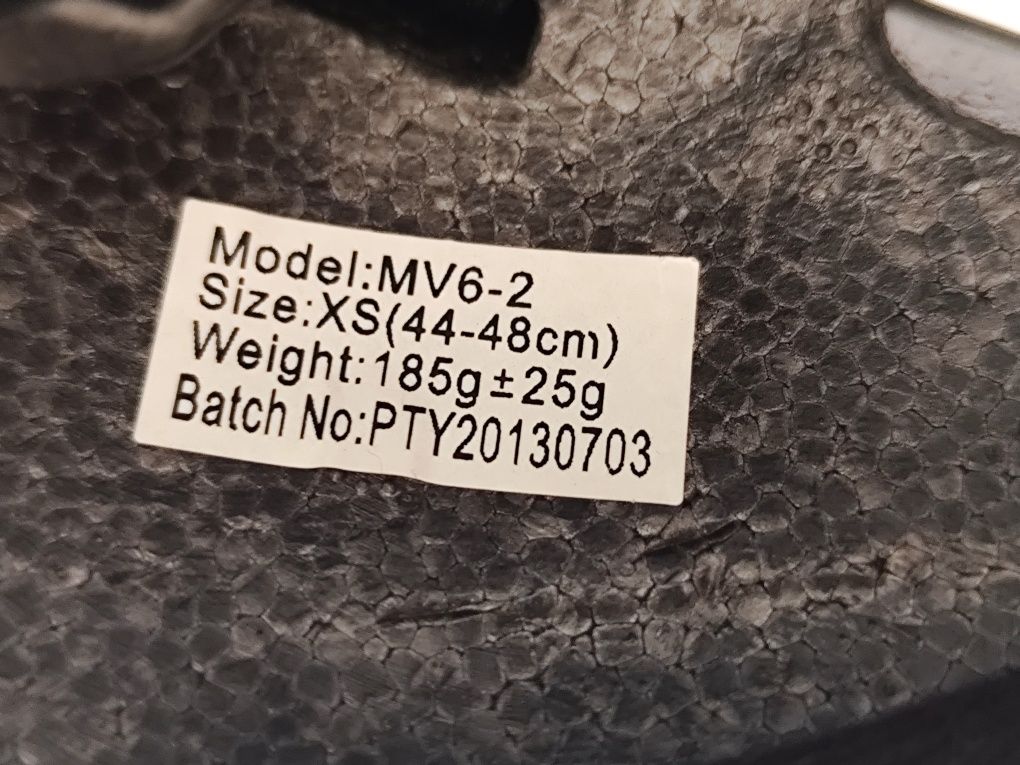 Model:MV6-2
Size:XS(44-48cm)
Weight:185g±25g
Batch No:PTY20130703